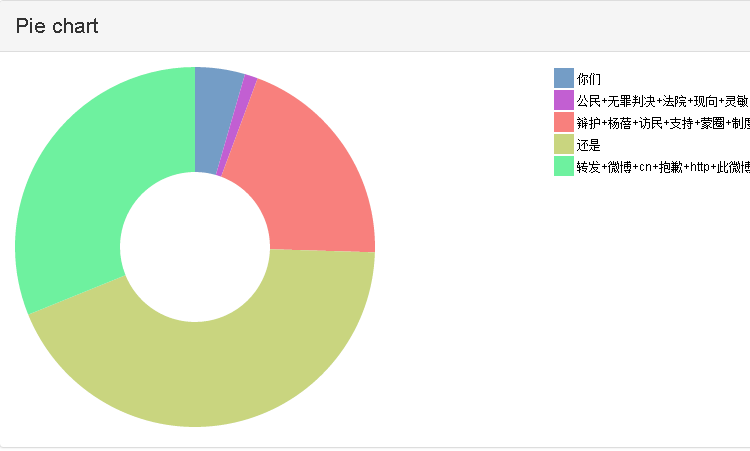 Pie chart
你们
公民+无罪判决+法院+现向+灵敏
辩护+杨蓓+访民+支持+蒙圈+制度
还是
转发+微博+cn+抱歉+http+此微博